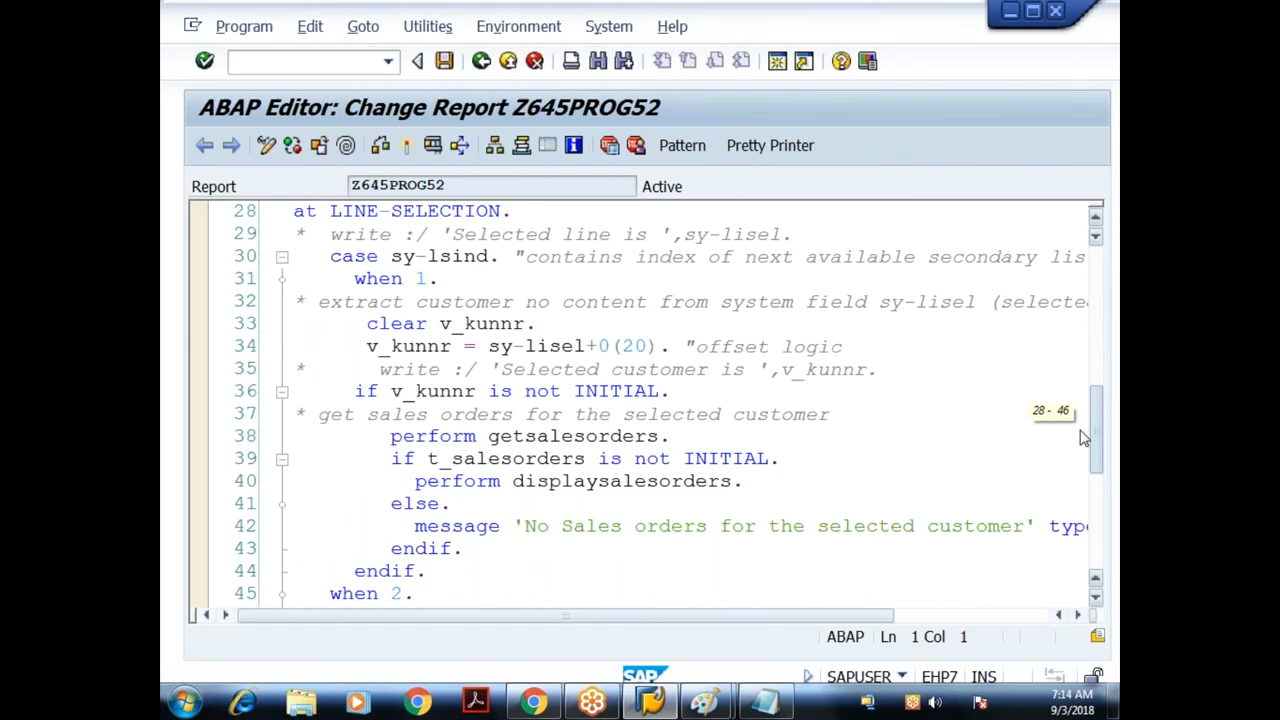 Program Edit Goto Utilities Environment System Help
ABAP Editor: Change Report Z645PROG52
Pattern Pretty Printer
Report Z645PROG52 Active
28 at LINE-SELECTION.
29 * write :/ 'Selected line is ',sy-lisel.
30 case sy-lsind. "contains index of next available secondary lis
31 when 1.
32 * extract customer no content from system field sy-lisel (selecte
33 clear v_kunnr.
34 v_kunnr = sy-lisel+0(20). "offset logic
35 * write :/ 'Selected customer is ',v_kunnr.
36 if v_kunnr is not INITIAL.
37 * get sales orders for the selected customer
28 - 46
38 perform getsalesorders.
39 if t_salesorders is not INITIAL.
40 perform displaysalesorders.
41 else.
42 message 'No Sales orders for the selected customer' type
43 endif.
44 endif.
45 when 2.
ABAP Ln 1 Col 1
SAP SAPUSER EHP7 INS
7:14 AM
9/3/2018